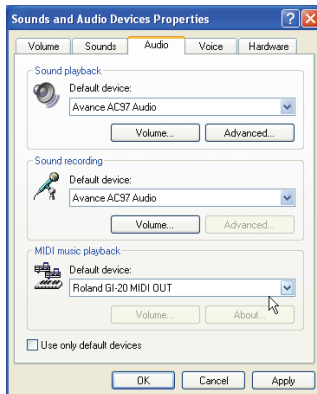 Sounds and Audio Devices Properties
Volume Sounds Audio Voice Hardware
Sound playback
Default device:
Avance AC97 Audio
Volume... Advanced...
Sound recording
Default device:
Avance AC97 Audio
Volume... Advanced...
MIDI music playback
Default device:
Roland GI-20 MIDI OUT
Volume... About...
Use only default devices
OK Cancel Apply